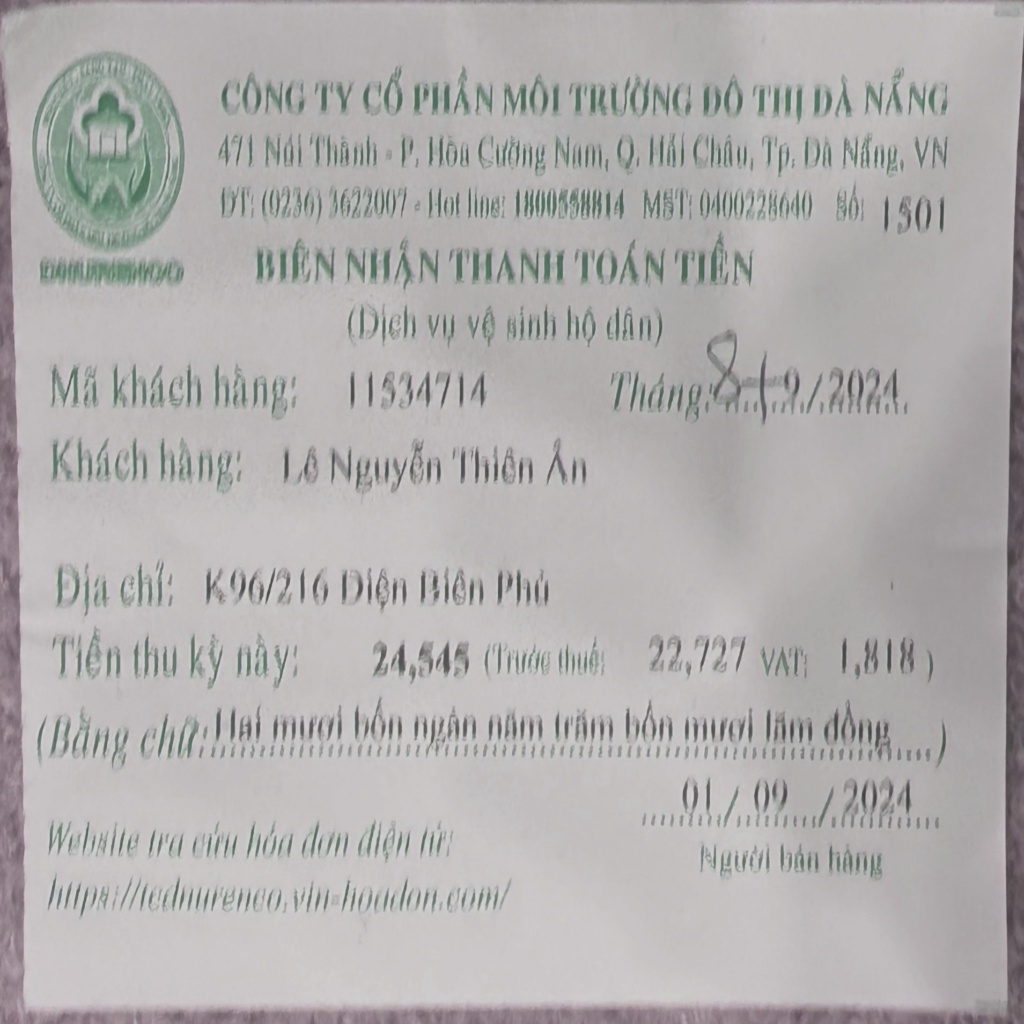 CÔNG TY CỔ PHẦN MÔI TRƯỜNG ĐÔ THỊ ĐÀ NẴNG
471 Núi Thành - P. Hòa Cường Nam, Q. Hải Châu, Tp. Đà Nẵng, VN
ĐT: (0236) 3622007 - Hot line: 1800558814 MST: 0400228640 Số: 1501
BIÊN NHẬN THANH TOÁN TIỀN
(Dịch vụ vệ sinh hộ dân)
Mã khách hàng: 11534714 Tháng: 8+9/2024
Khách hàng: Lê Nguyễn Thiên Ân
Địa chỉ: K96/216 Điện Biên Phủ
Tiền thu kỳ này: 24,545 (Trước thuế: 22,727 VAT: 1,818 )
(Bằng chữ: Hai mươi bốn ngàn năm trăm bốn mươi lăm đồng )
01 / 09 / 2024
Người bán hàng
Website tra cứu hóa đơn điện tử:
https://tcdnurenco.vin-hoadon.com/